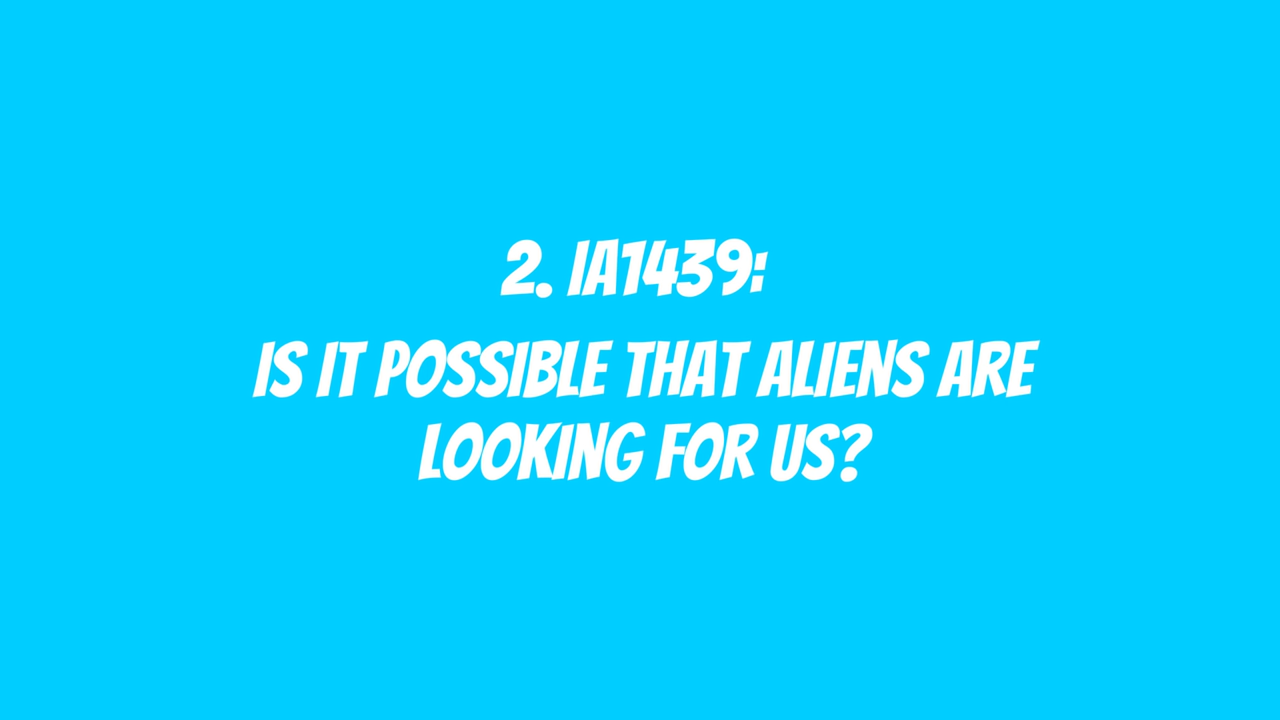 2. IA1439:
IS IT POSSIBLE THAT ALIENS ARE
LOOKING FOR US?